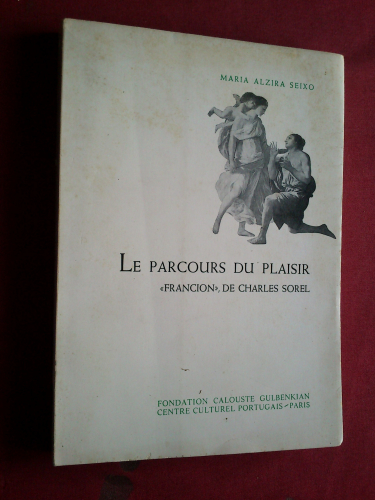 MARIA ALZIRA SEIXO
LE PARCOURS DU PLAISIR
«FRANCION», DE CHARLES SOREL
FONDATION CALOUSTE GULBENKIAN
CENTRE CULTUREL PORTUGAIS—PARIS